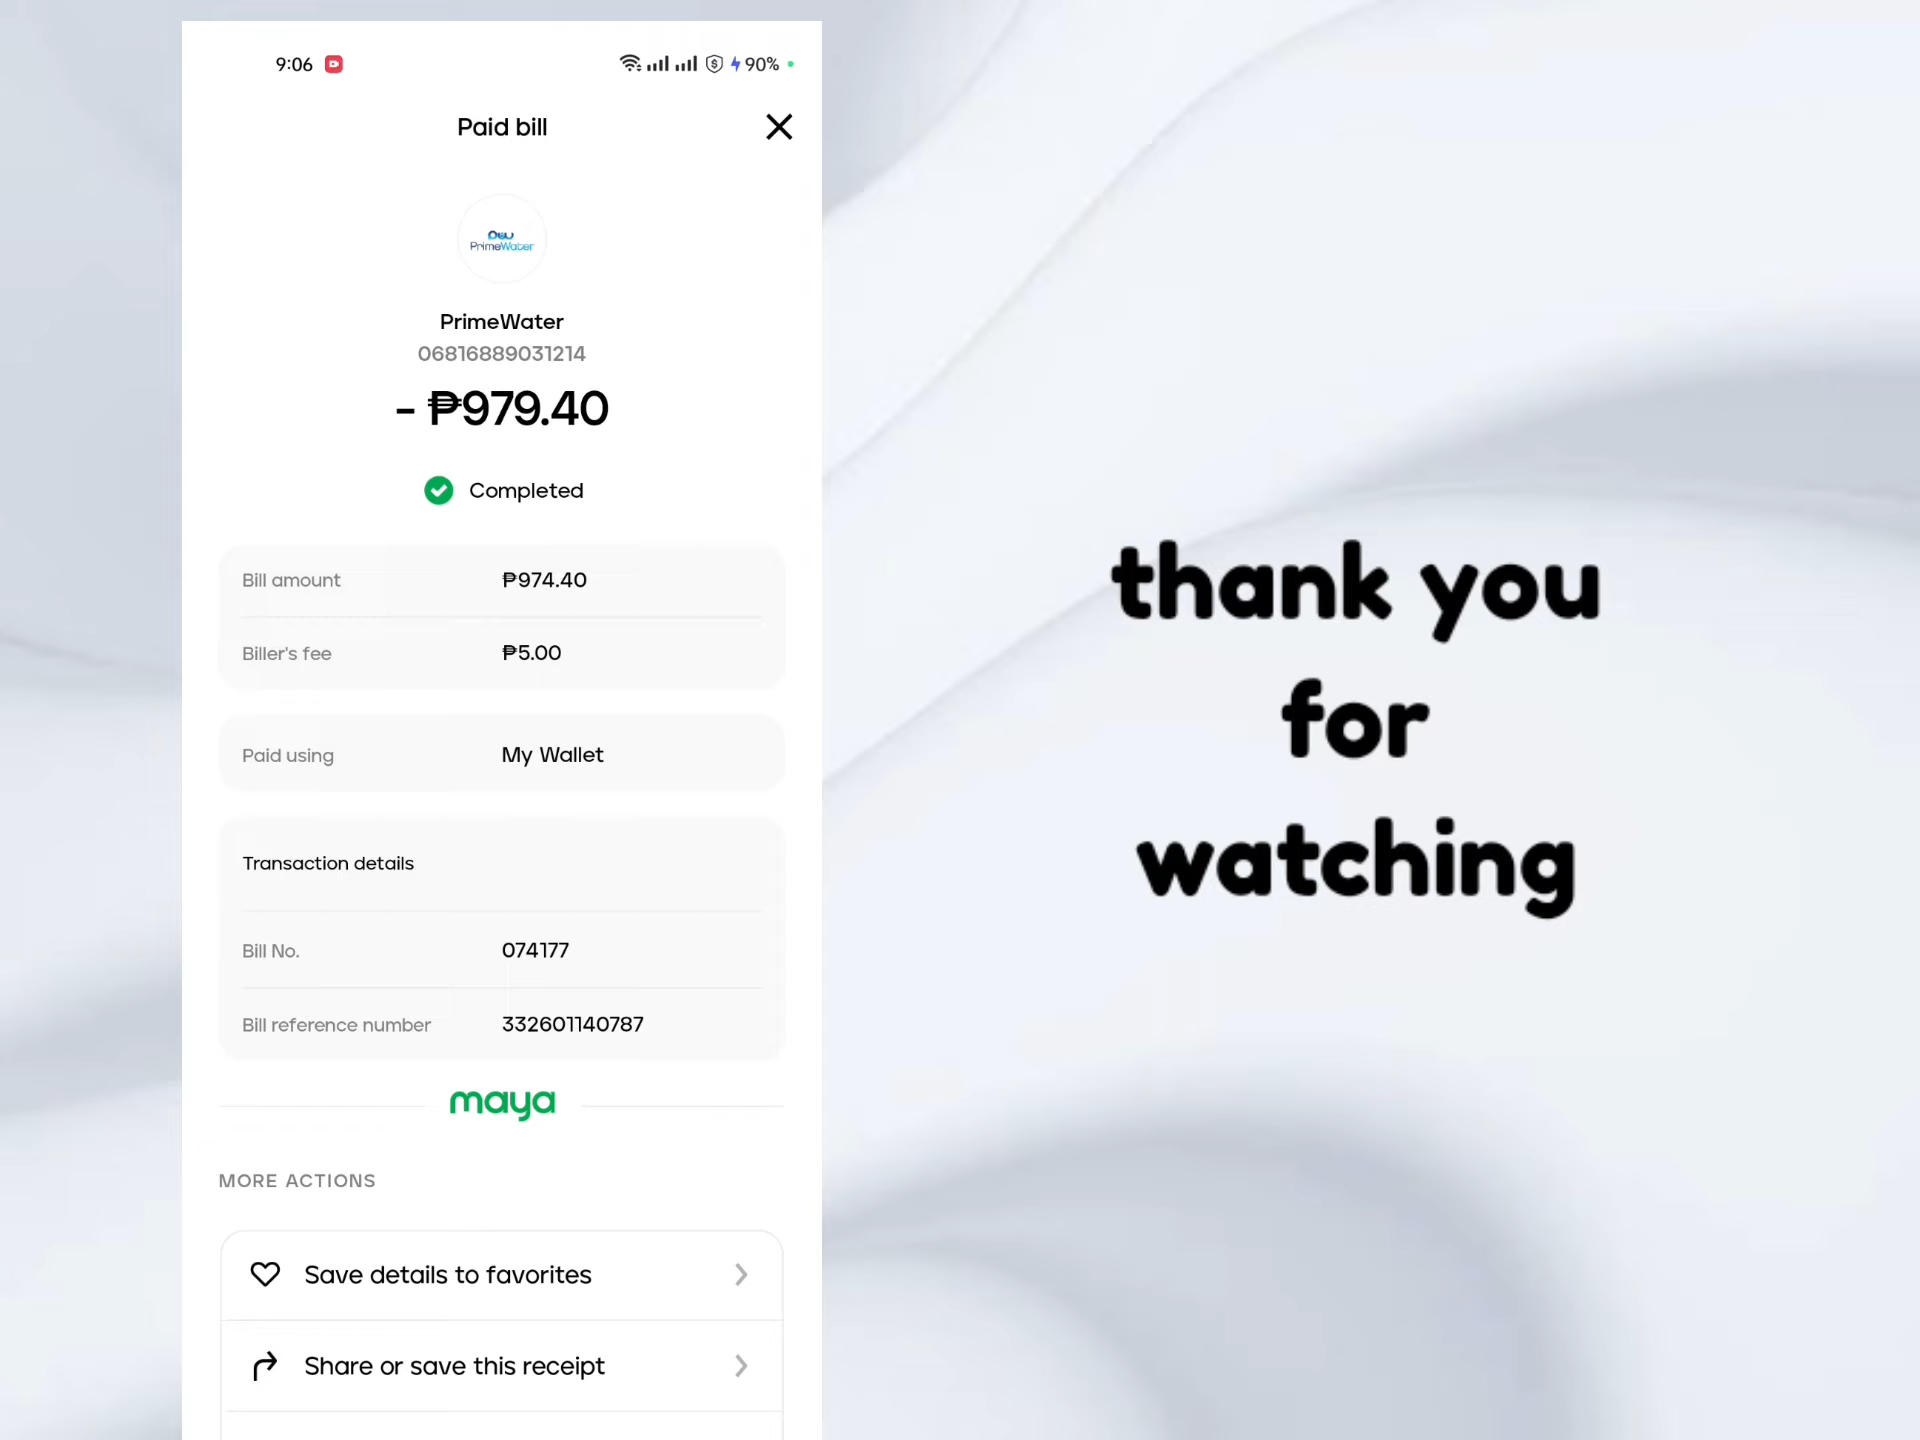 9:06
90%
Paid bill
PrimeWater
PrimeWater
06816889031214
- ₱979.40
Completed
Bill amount ₱974.40
Biller's fee ₱5.00
Paid using My Wallet
Transaction details
Bill No. 074177
Bill reference number 332601140787
maya
MORE ACTIONS
Save details to favorites
Share or save this receipt
thank you
for
watching